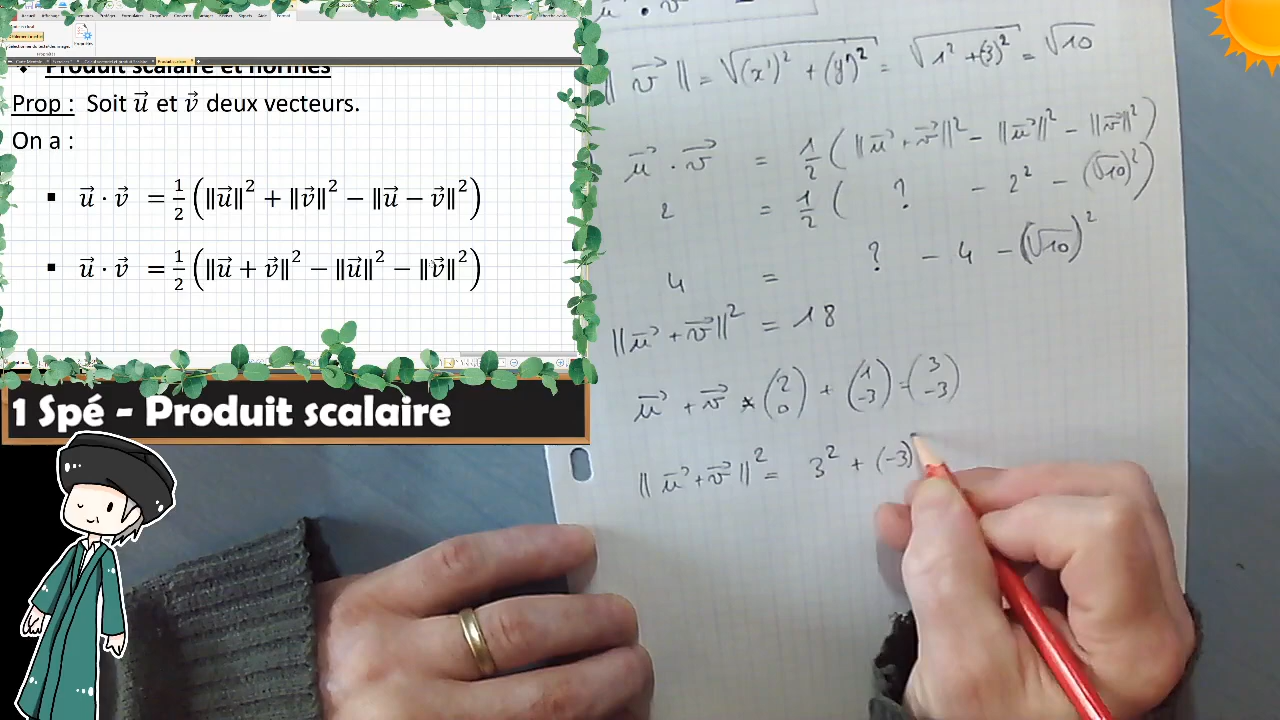 Produit scalaire et normes
Prop : Soit u⃗ et v⃗ deux vecteurs.
On a :
▪ u⃗ · v⃗ = 1/2 (‖u⃗‖² + ‖v⃗‖² − ‖u⃗ − v⃗‖²)
▪ u⃗ · v⃗ = 1/2 (‖u⃗ + v⃗‖² − ‖u⃗‖² − ‖v⃗‖²)
1 Spé - Produit scalaire
u⃗ · v⃗
‖ v⃗ ‖ = √((x')² + (y')²) = √(1² + (3)²) = √10
u⃗ · v⃗ = 1/2 (‖u⃗ + v⃗‖² − ‖u⃗‖² − ‖v⃗‖²)
2 = 1/2 ( ? − 2² − (√10)²)
4 = ? − 4 − (√10)²
‖u⃗ + v⃗‖² = 18
u⃗ + v⃗ (2 0) + (1 -3) = (3 -3)
‖u⃗ + v⃗‖² = 3² + (-3)